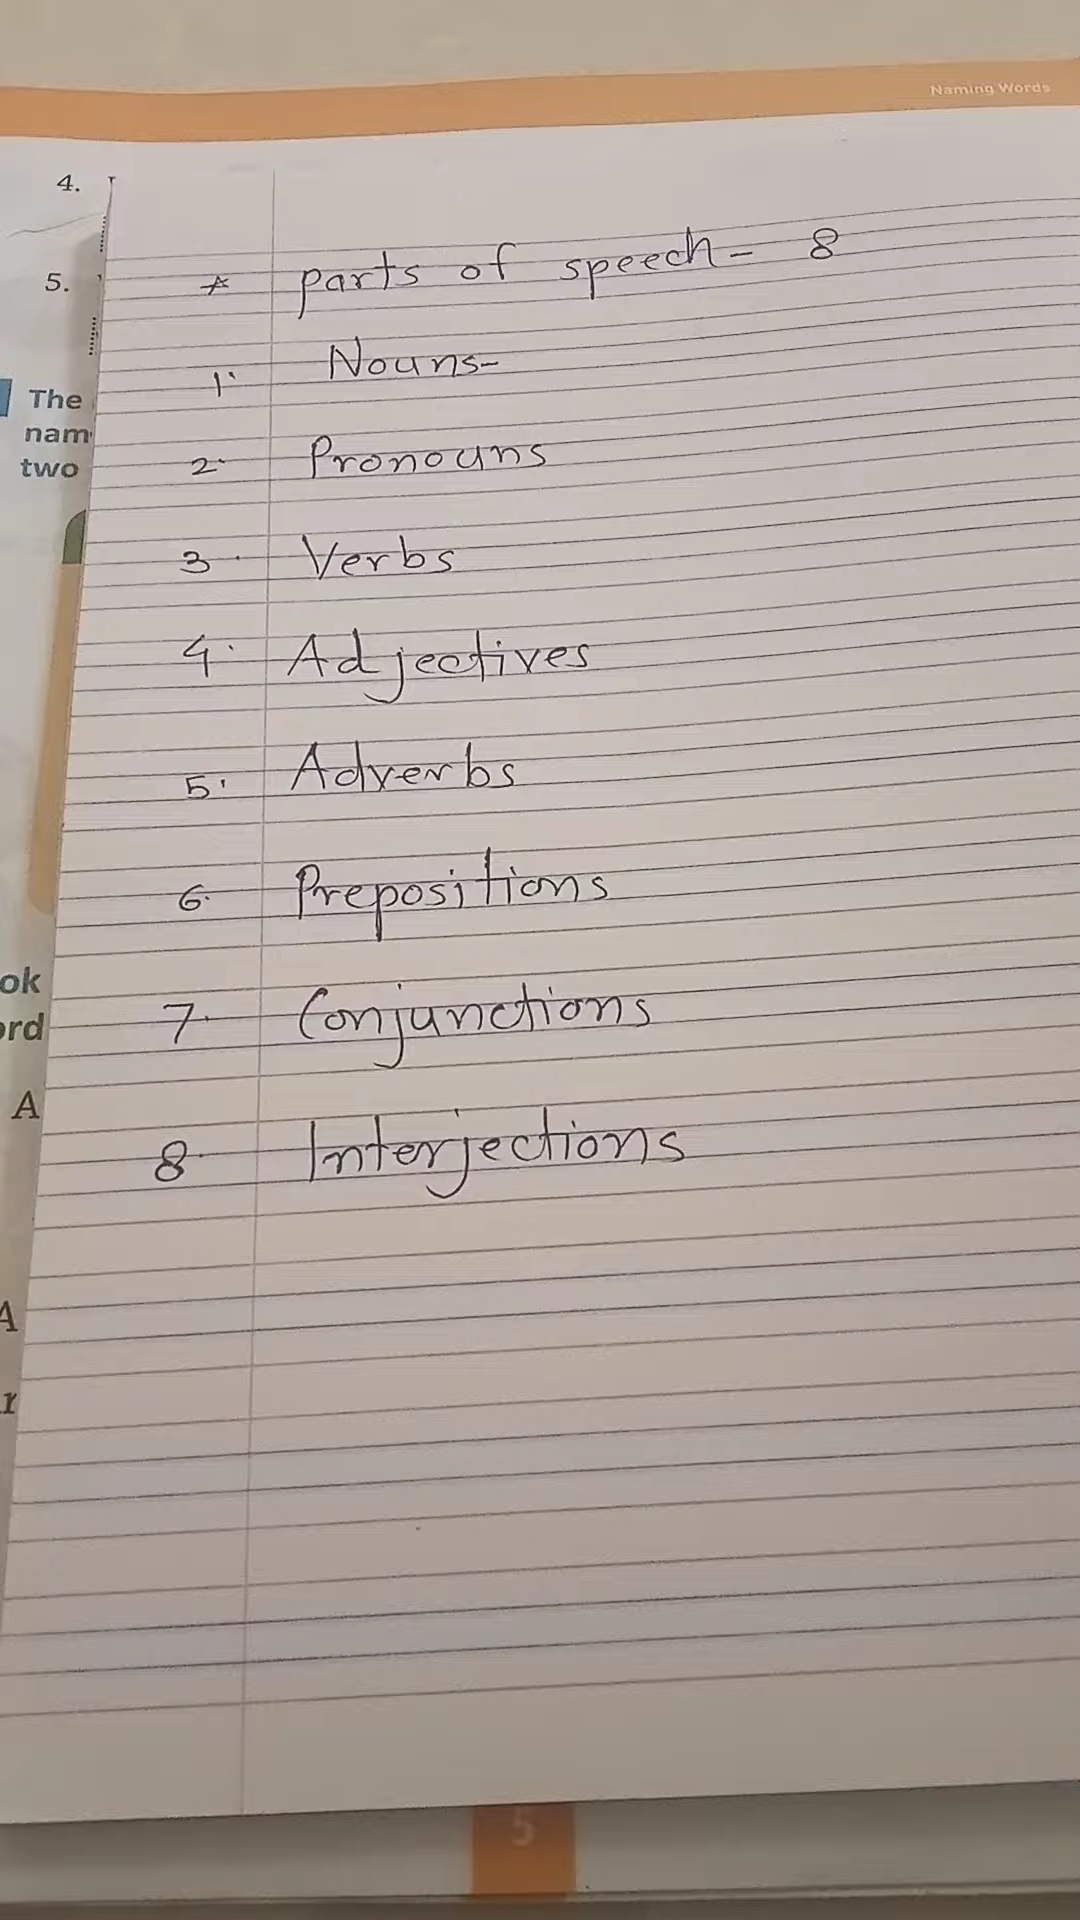 Naming Words
4.
5.
* parts of speech - 8
1. Nouns-
2. Pronouns
3. Verbs
4. Adjectives
5. Adverbs
6. Prepositions
7. Conjunctions
8. Interjections
The
nam
two
ok
ord
A
A
r
5